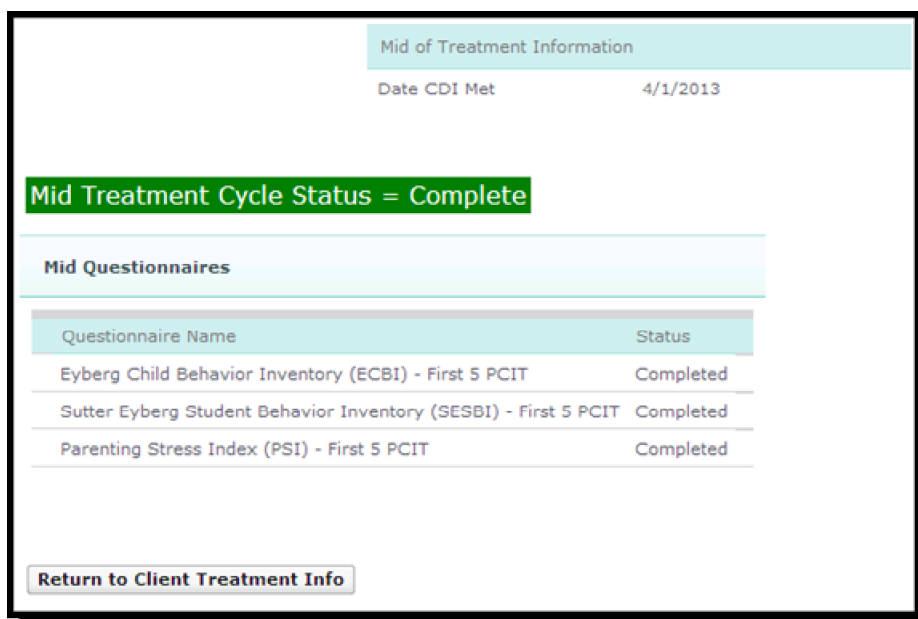 Mid of Treatment Information
Date CDI Met 4/1/2013
Mid Treatment Cycle Status = Complete
Mid Questionnaires
Questionnaire Name Status
Eyberg Child Behavior Inventory (ECBI) - First 5 PCIT Completed
Sutter Eyberg Student Behavior Inventory (SESBI) - First 5 PCIT Completed
Parenting Stress Index (PSI) - First 5 PCIT Completed
Return to Client Treatment Info